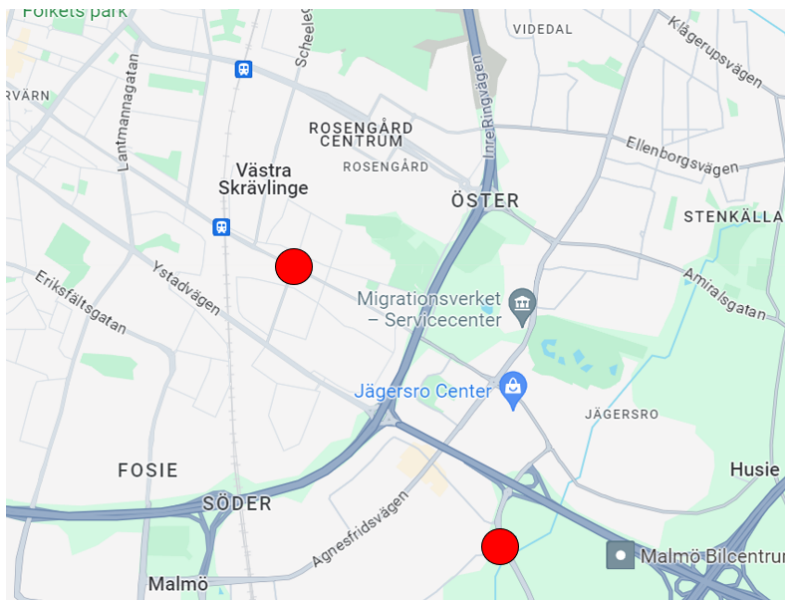 Folkets park
Scheele
VIDEDAL
Klågerupsvägen
RVÄRN
Lantmannagatan
Inre Ringvägen
ROSENGÅRD
CENTRUM
ROSENGÅRD
Ellenborgsvägen
Västra
Skrävlinge
ÖSTER
STENKÄLLA
Ystadvägen
Eriksfältsgatan
Amiralsgatan
Migrationsverket
– Servicecenter
Jägersro Center
JÄGERSRO
FOSIE
Husie
SÖDER
Agnesfridsvägen
Malmö Bilcentrum
Malmö